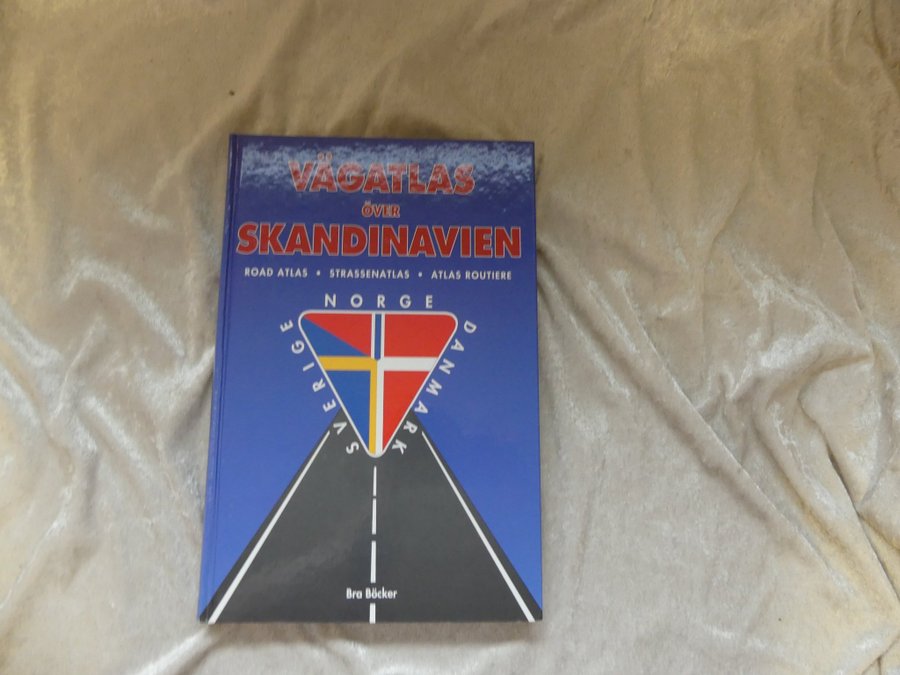 VÄGATLAS
ÖVER
SKANDINAVIEN
ROAD ATLAS • STRASSENATLAS • ATLAS ROUTIERE
NORGE
SVERIGE
DANMARK
Bra Böcker